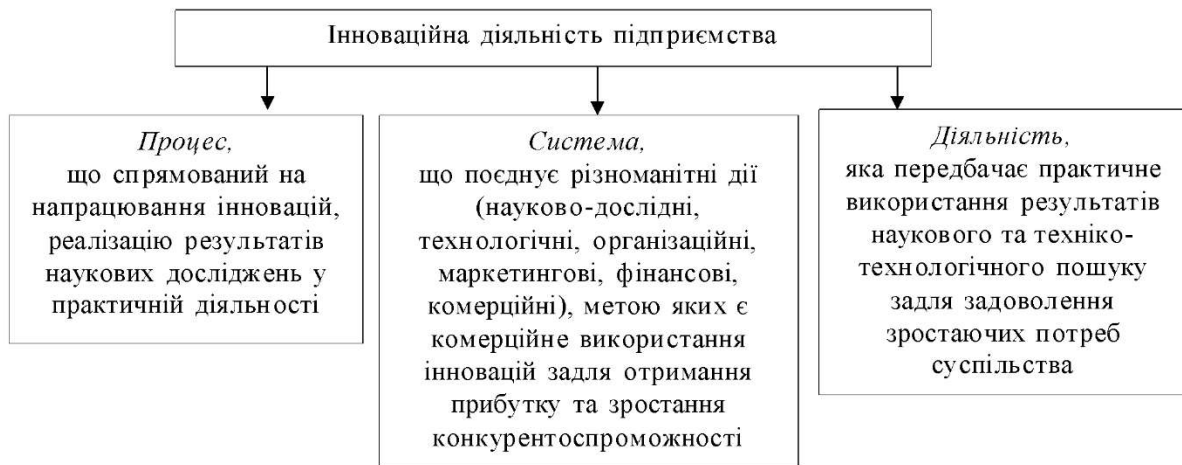 Інноваційна діяльність підприємства
Процес,
що спрямований на
напрацювання інновацій,
реалізацію результатів
наукових досліджень у
практичній діяльності
Система,
що поєднує різноманітні дії
(науково-дослідні,
технологічні, організаційні,
маркетингові, фінансові,
комерційні), метою яких є
комерційне використання
інновацій задля отримання
прибутку та зростання
конкурентоспроможності
Діяльність,
яка передбачає практичне
використання результатів
наукового та техніко-
технологічного пошуку
задля задоволення
зростаючих потреб
суспільства